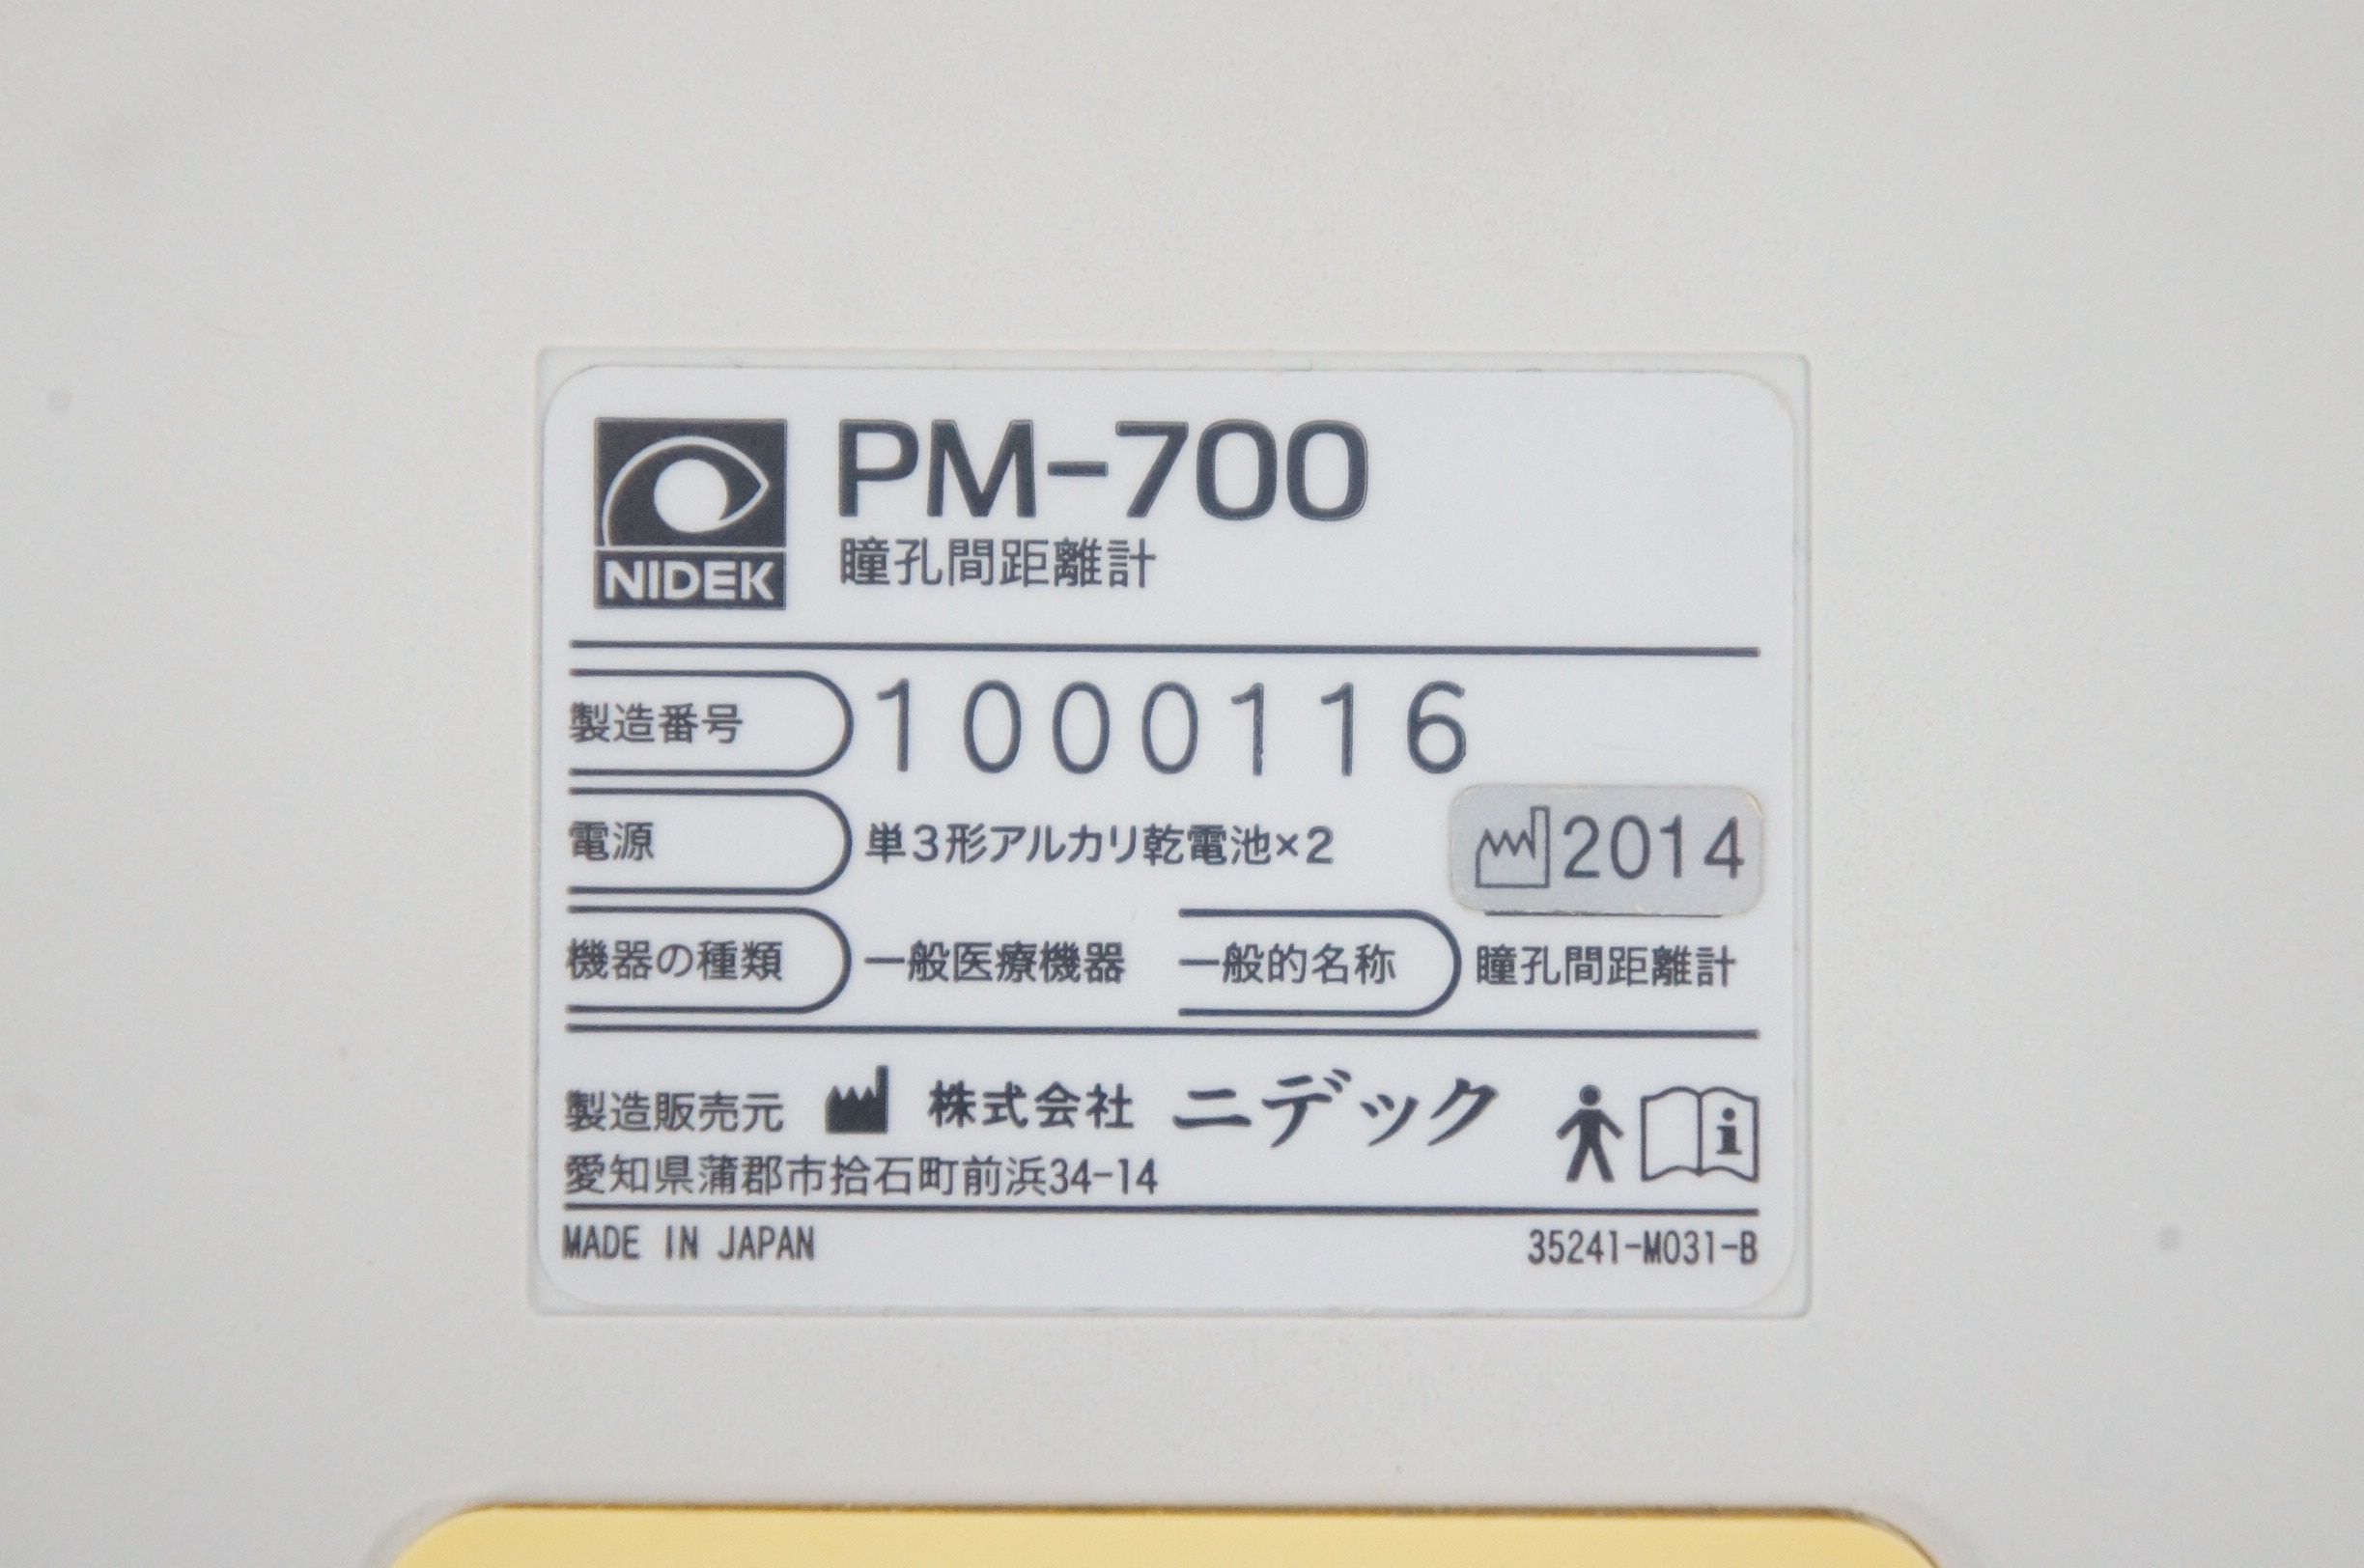 PM-700
NIDEK
瞳孔間距離計
製造番号 1000116
電源 単3形アルカリ乾電池×2 2014
機器の種類 一般医療機器 一般的名称 瞳孔間距離計
製造販売元 株式会社 ニデック
愛知県蒲郡市拾石町前浜34-14
MADE IN JAPAN 35241-M031-B